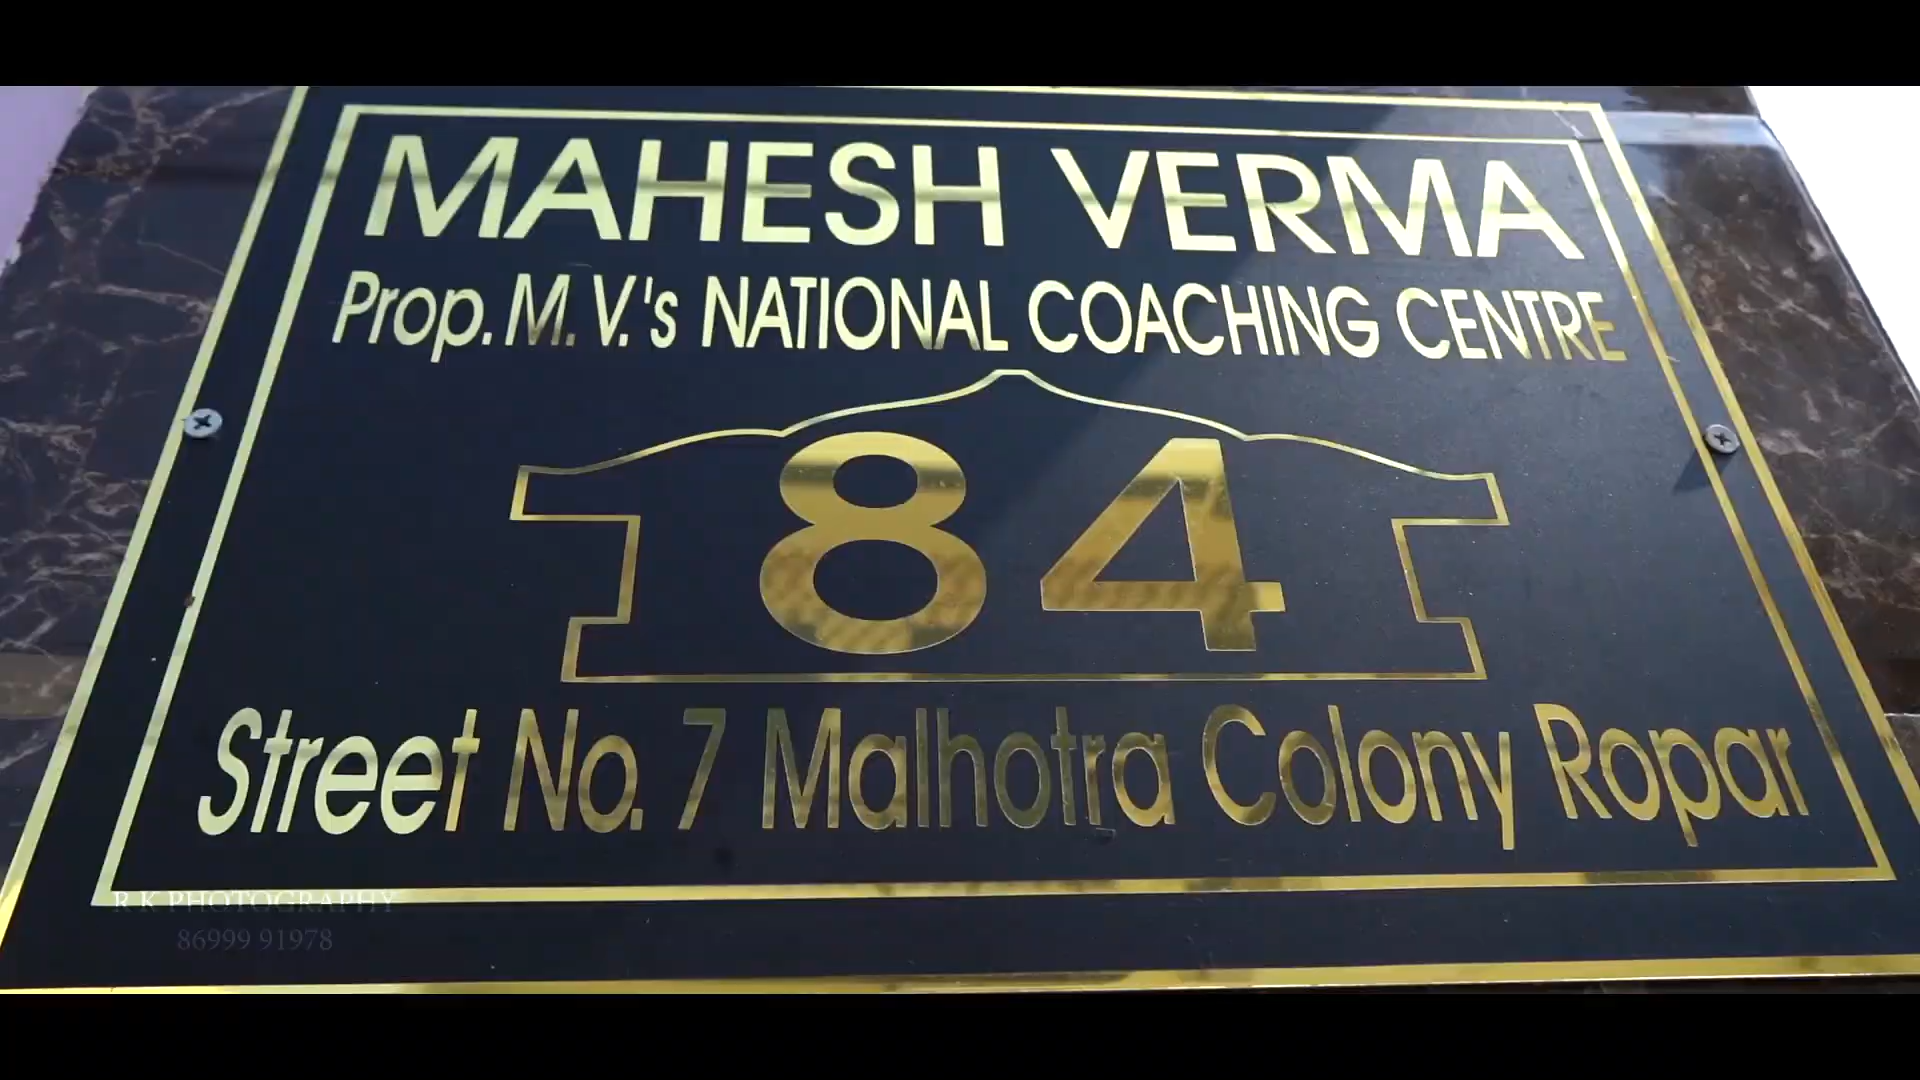 MAHESH VERMA
Prop. M. V.'s NATIONAL COACHING CENTRE
84
Street No. 7 Malhotra Colony Ropar
R K PHOTOGRAPHY
86999 91978